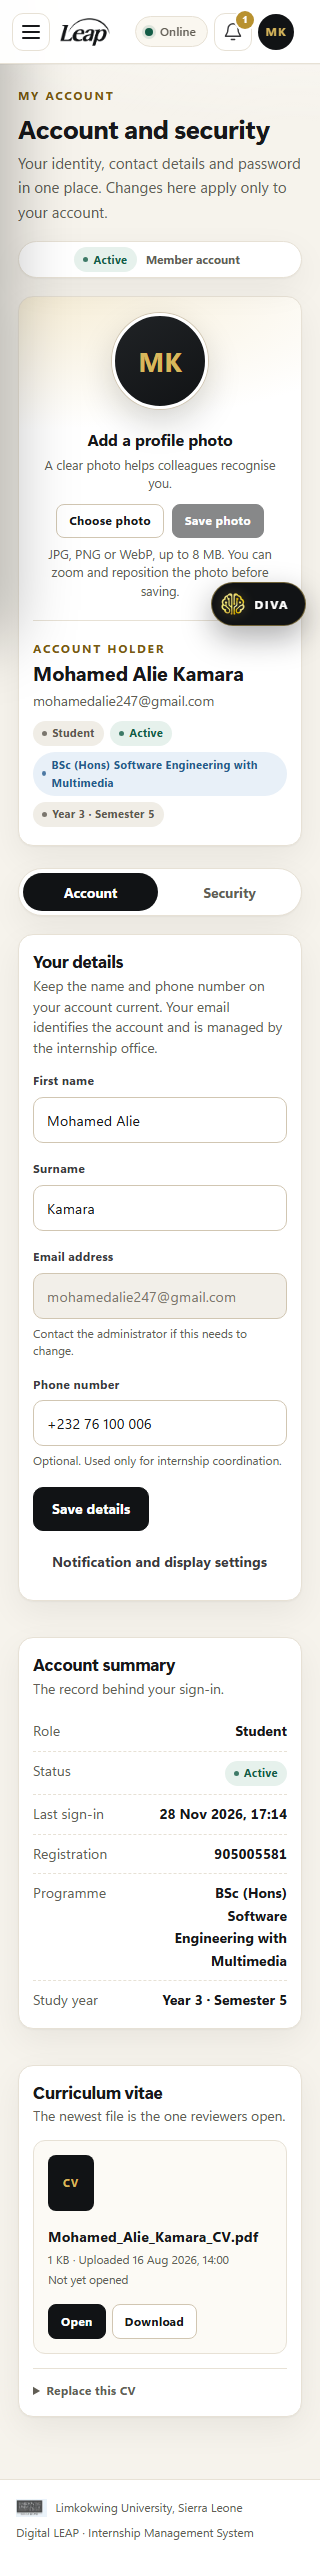 Leap
Online
1
MK
MY ACCOUNT
Account and security
Your identity, contact details and password
in one place. Changes here apply only to
your account.
Active
Member account
MK
Add a profile photo
A clear photo helps colleagues recognise
you.
Choose photo
Save photo
JPG, PNG or WebP, up to 8 MB. You can
zoom and reposition the photo before
saving.
DIVA
ACCOUNT HOLDER
Mohamed Alie Kamara
mohamedalie247@gmail.com
Student
Active
BSc (Hons) Software Engineering with
Multimedia
Year 3 · Semester 5
Account
Security
Your details
Keep the name and phone number on
your account current. Your email
identifies the account and is managed by
the internship office.
First name
Mohamed Alie
Surname
Kamara
Email address
mohamedalie247@gmail.com
Contact the administrator if this needs to
change.
Phone number
+232 76 100 006
Optional. Used only for internship coordination.
Save details
Notification and display settings
Account summary
The record behind your sign-in.
Role
Student
Status
Active
Last sign-in
28 Nov 2026, 17:14
Registration
905005581
Programme
BSc (Hons)
Software
Engineering with
Multimedia
Study year
Year 3 · Semester 5
Curriculum vitae
The newest file is the one reviewers open.
CV
Mohamed_Alie_Kamara_CV.pdf
1 KB · Uploaded 16 Aug 2026, 14:00
Not yet opened
Open
Download
Replace this CV
Limkokwing University, Sierra Leone
Digital LEAP · Internship Management System